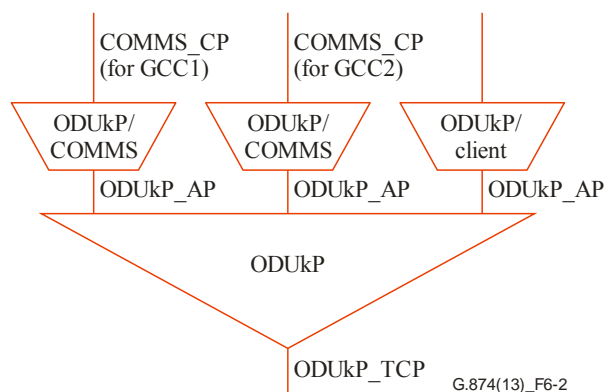 COMMS_CP
(for GCC1)
COMMS_CP
(for GCC2)
ODUkP/
COMMS
ODUkP/
COMMS
ODUkP/
client
ODUkP_AP
ODUkP_AP
ODUkP_AP
ODUkP
ODUkP_TCP
G.874(13)_F6-2